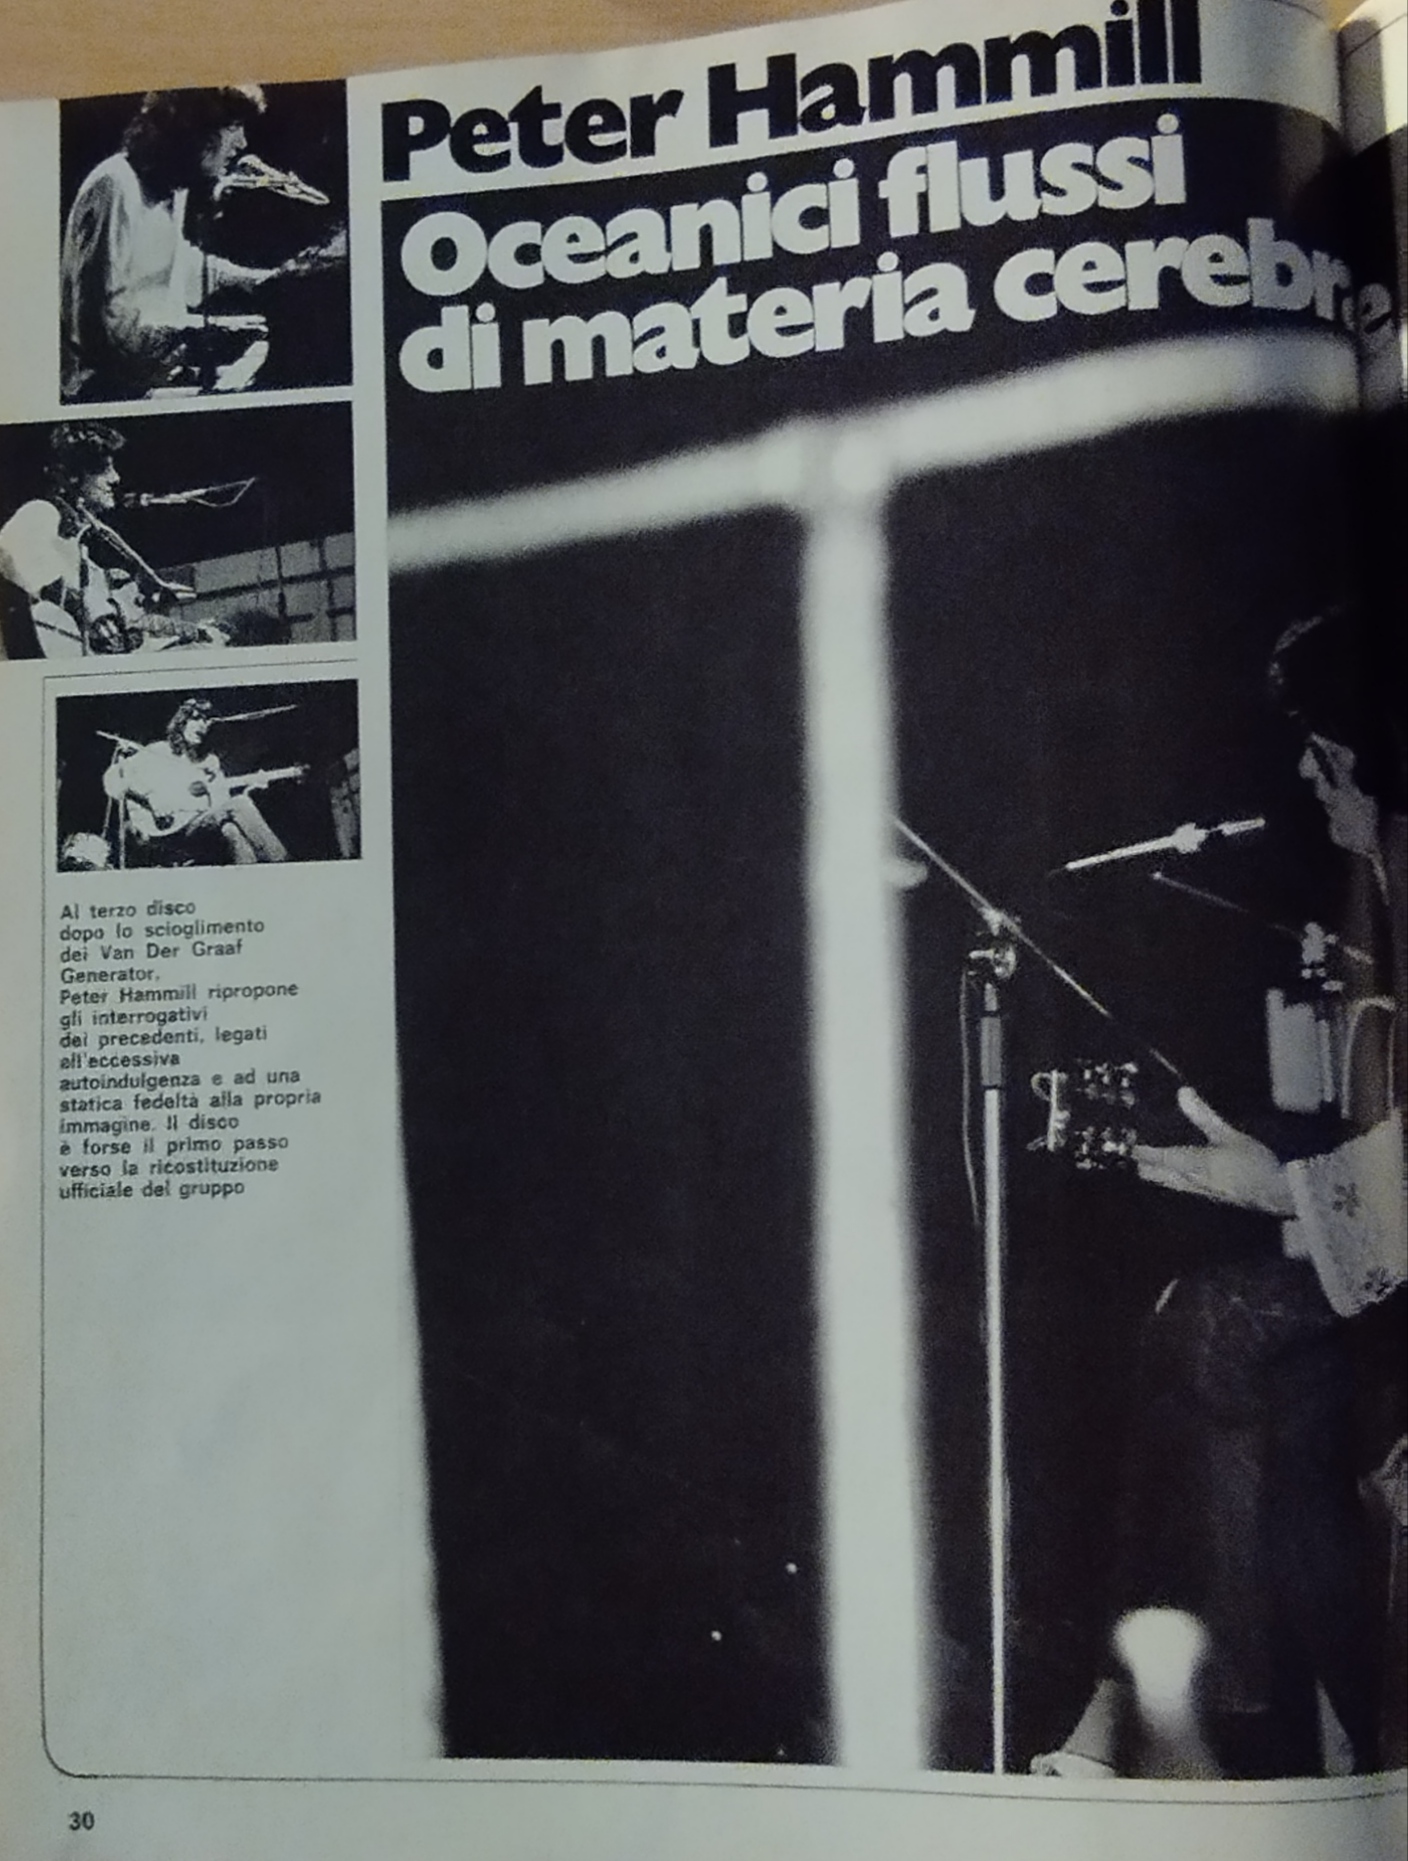 Peter Hammill
Oceanici flussi
di materia
Al terzo disco
dopo lo scioglimento
dei Van Der Graaf
Generator,
Peter Hammill ripropone
gli interrogativi
dei precedenti, legati
all'eccessiva
autoindulgenza e ad una
statica fedeltà alla propria
immagine. Il disco
è forse il primo passo
verso la ricostituzione
ufficiale del gruppo
30